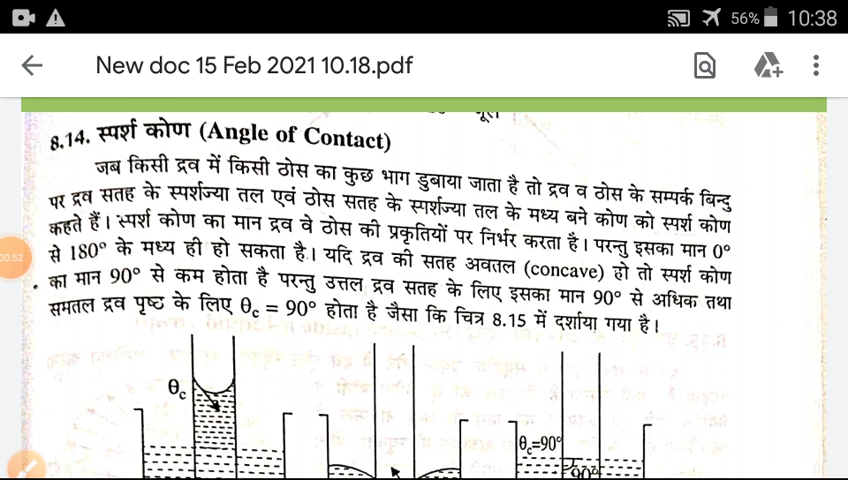 56% 10:38
New doc 15 Feb 2021 10.18.pdf
8.14. स्पर्श कोण (Angle of Contact)
जब किसी द्रव में किसी ठोस का कुछ भाग डुबाया जाता है तो द्रव व ठोस के सम्पर्क बिन्दु
पर द्रव सतह के स्पर्शज्या तल एवं ठोस सतह के स्पर्शज्या तल के मध्य बने कोण को स्पर्श कोण
कहते हैं। स्पर्श कोण का मान द्रव वे ठोस की प्रकृतियों पर निर्भर करता है। परन्तु इसका मान 0°
00:52
से 180° के मध्य ही हो सकता है। यदि द्रव की सतह अवतल (concave) हो तो स्पर्श कोण
का मान 90° से कम होता है परन्तु उत्तल द्रव सतह के लिए इसका मान 90° से अधिक तथा
समतल द्रव पृष्ठ के लिए θc = 90° होता है जैसा कि चित्र 8.15 में दर्शाया गया है।
θc
θc=90°
90°